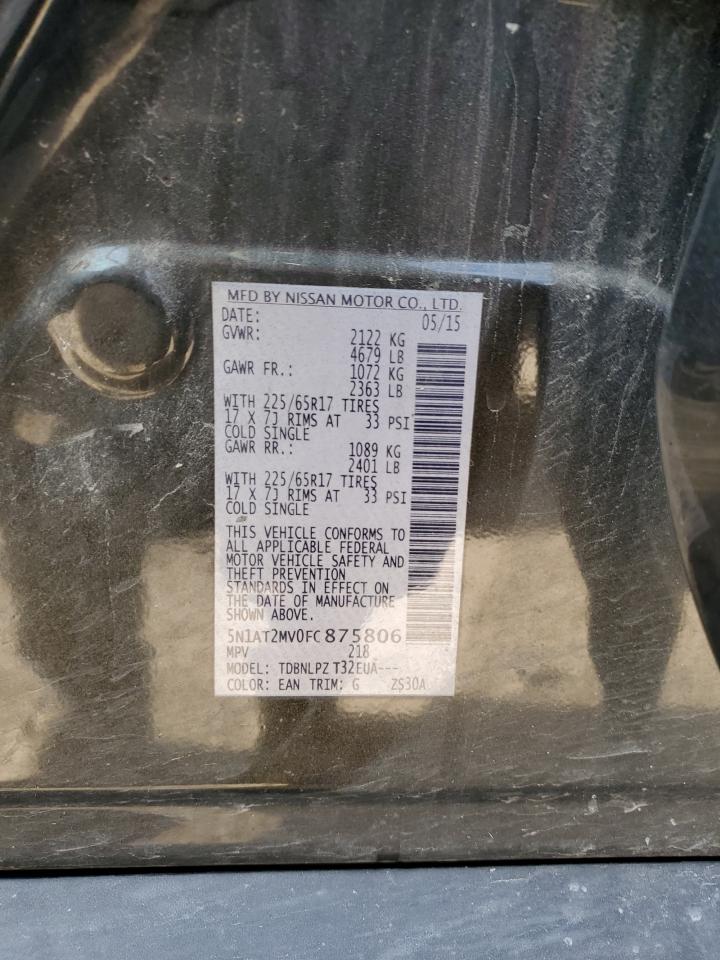 MFD BY NISSAN MOTOR CO., LTD.
DATE: 05/15
GVWR: 2122 KG
4679 LB
GAWR FR.: 1072 KG
2363 LB
WITH 225/65R17 TIRES
17 X 7J RIMS AT 33 PSI
COLD SINGLE
GAWR RR.: 1089 KG
2401 LB
WITH 225/65R17 TIRES
17 X 7J RIMS AT 33 PSI
COLD SINGLE
THIS VEHICLE CONFORMS TO
ALL APPLICABLE FEDERAL
MOTOR VEHICLE SAFETY AND
THEFT PREVENTION
STANDARDS IN EFFECT ON
THE DATE OF MANUFACTURE
SHOWN ABOVE.
5N1AT2MV0FC875806
MPV 218
MODEL: TDBNLPZ T32EUA---
COLOR: EAN TRIM: G ZS30A